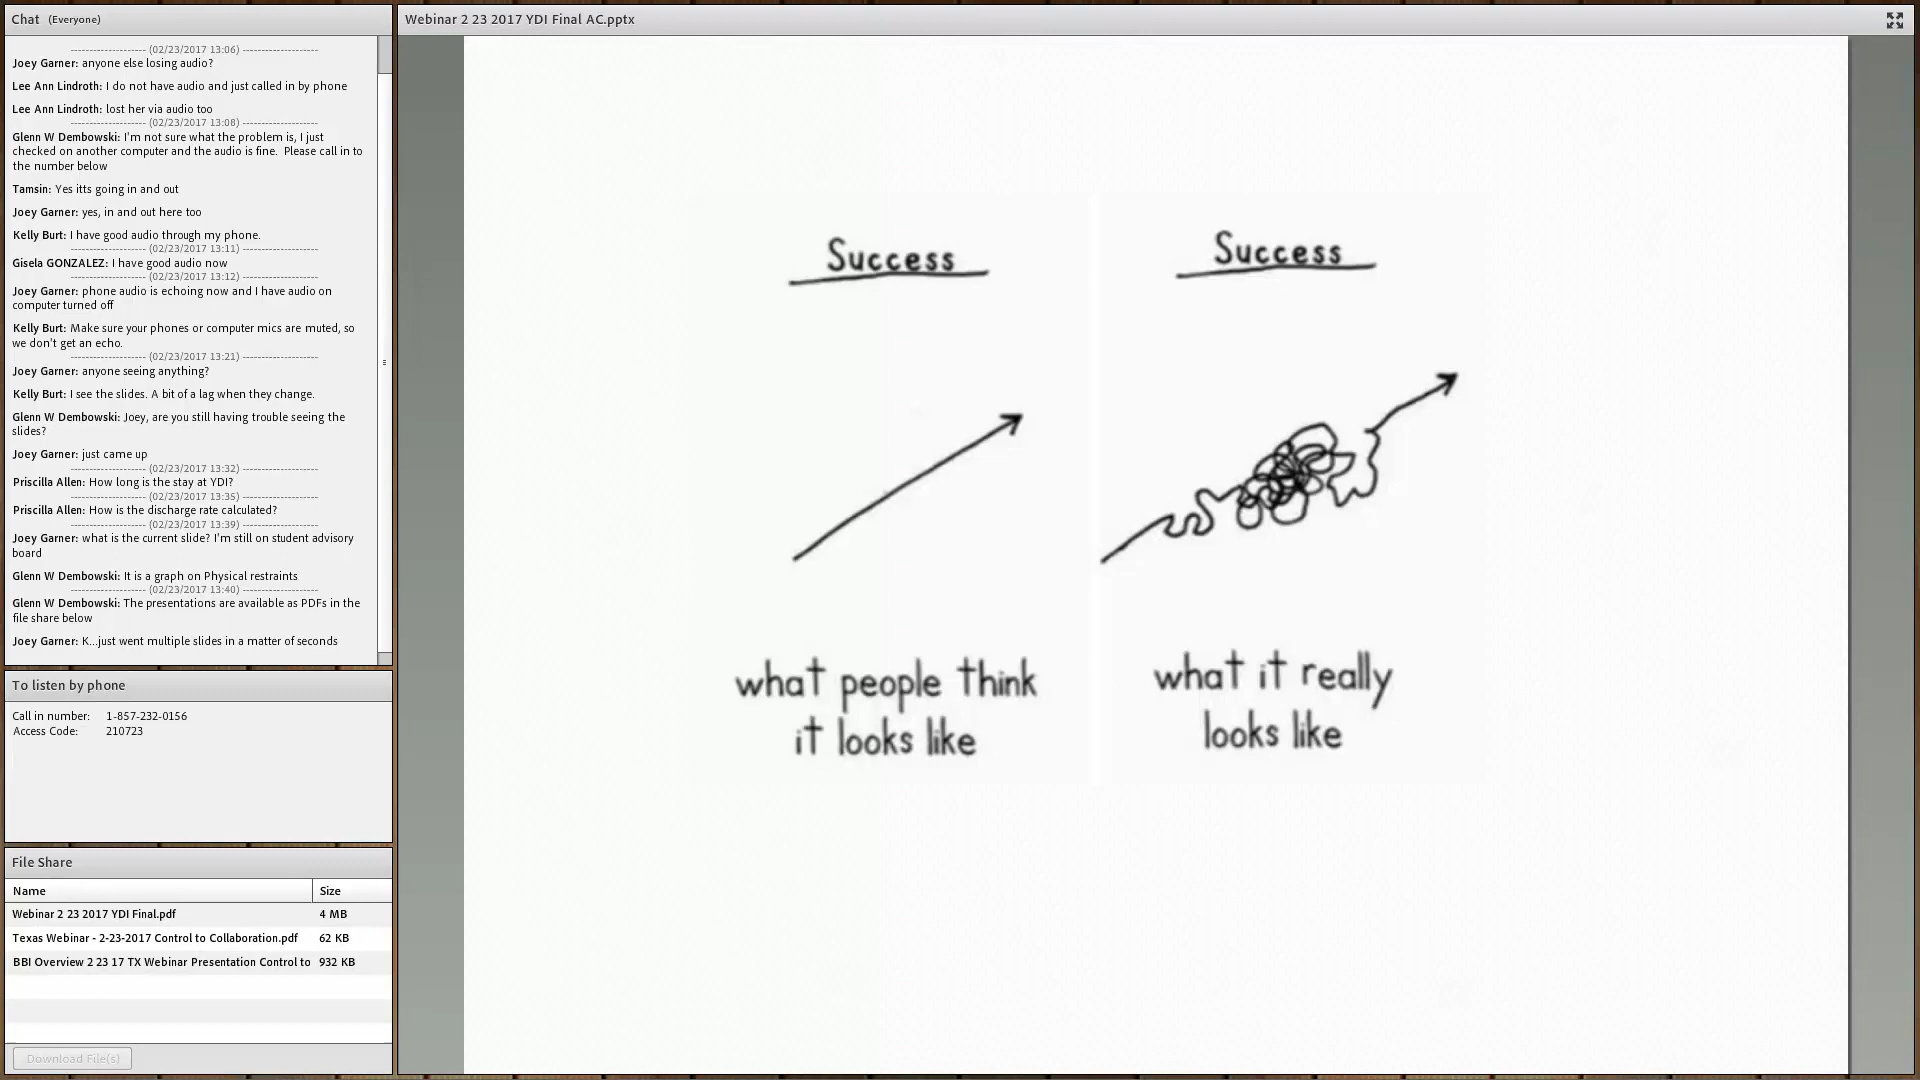 Chat (Everyone)
-------------------- (02/23/2017 13:06) --------------------
Joey Garner: anyone else losing audio?
Lee Ann Lindroth: I do not have audio and just called in by phone
Lee Ann Lindroth: lost her via audio too
-------------------- (02/23/2017 13:08) --------------------
Glenn W Dembowski: I'm not sure what the problem is, I just
checked on another computer and the audio is fine.  Please call in to
the number below
Tamsin: Yes itts going in and out
Joey Garner: yes, in and out here too
Kelly Burt: I have good audio through my phone.
-------------------- (02/23/2017 13:11) --------------------
Gisela GONZALEZ: I have good audio now
-------------------- (02/23/2017 13:12) --------------------
Joey Garner: phone audio is echoing now and I have audio on
computer turned off
Kelly Burt: Make sure your phones or computer mics are muted, so
we don't get an echo.
-------------------- (02/23/2017 13:21) --------------------
Joey Garner: anyone seeing anything?
Kelly Burt: I see the slides. A bit of a lag when they change.
Glenn W Dembowski: Joey, are you still having trouble seeing the
slides?
Joey Garner: just came up
-------------------- (02/23/2017 13:32) --------------------
Priscilla Allen: How long is the stay at YDI?
-------------------- (02/23/2017 13:35) --------------------
Priscilla Allen: How is the discharge rate calculated?
-------------------- (02/23/2017 13:39) --------------------
Joey Garner: what is the current slide? I'm still on student advisory
board
Glenn W Dembowski: It is a graph on Physical restraints
-------------------- (02/23/2017 13:40) --------------------
Glenn W Dembowski: The presentations are available as PDFs in the
file share below
Joey Garner: K...just went multiple slides in a matter of seconds
To listen by phone
Call in number: 1-857-232-0156
Access Code: 210723
File Share
Name Size
Webinar 2 23 2017 YDI Final.pdf 4 MB
Texas Webinar - 2-23-2017 Control to Collaboration.pdf 62 KB
BBI Overview 2 23 17 TX Webinar Presentation Control to 932 KB
Download File(s)
Webinar 2 23 2017 YDI Final AC.pptx
Success
what people think
it looks like
Success
what it really
looks like